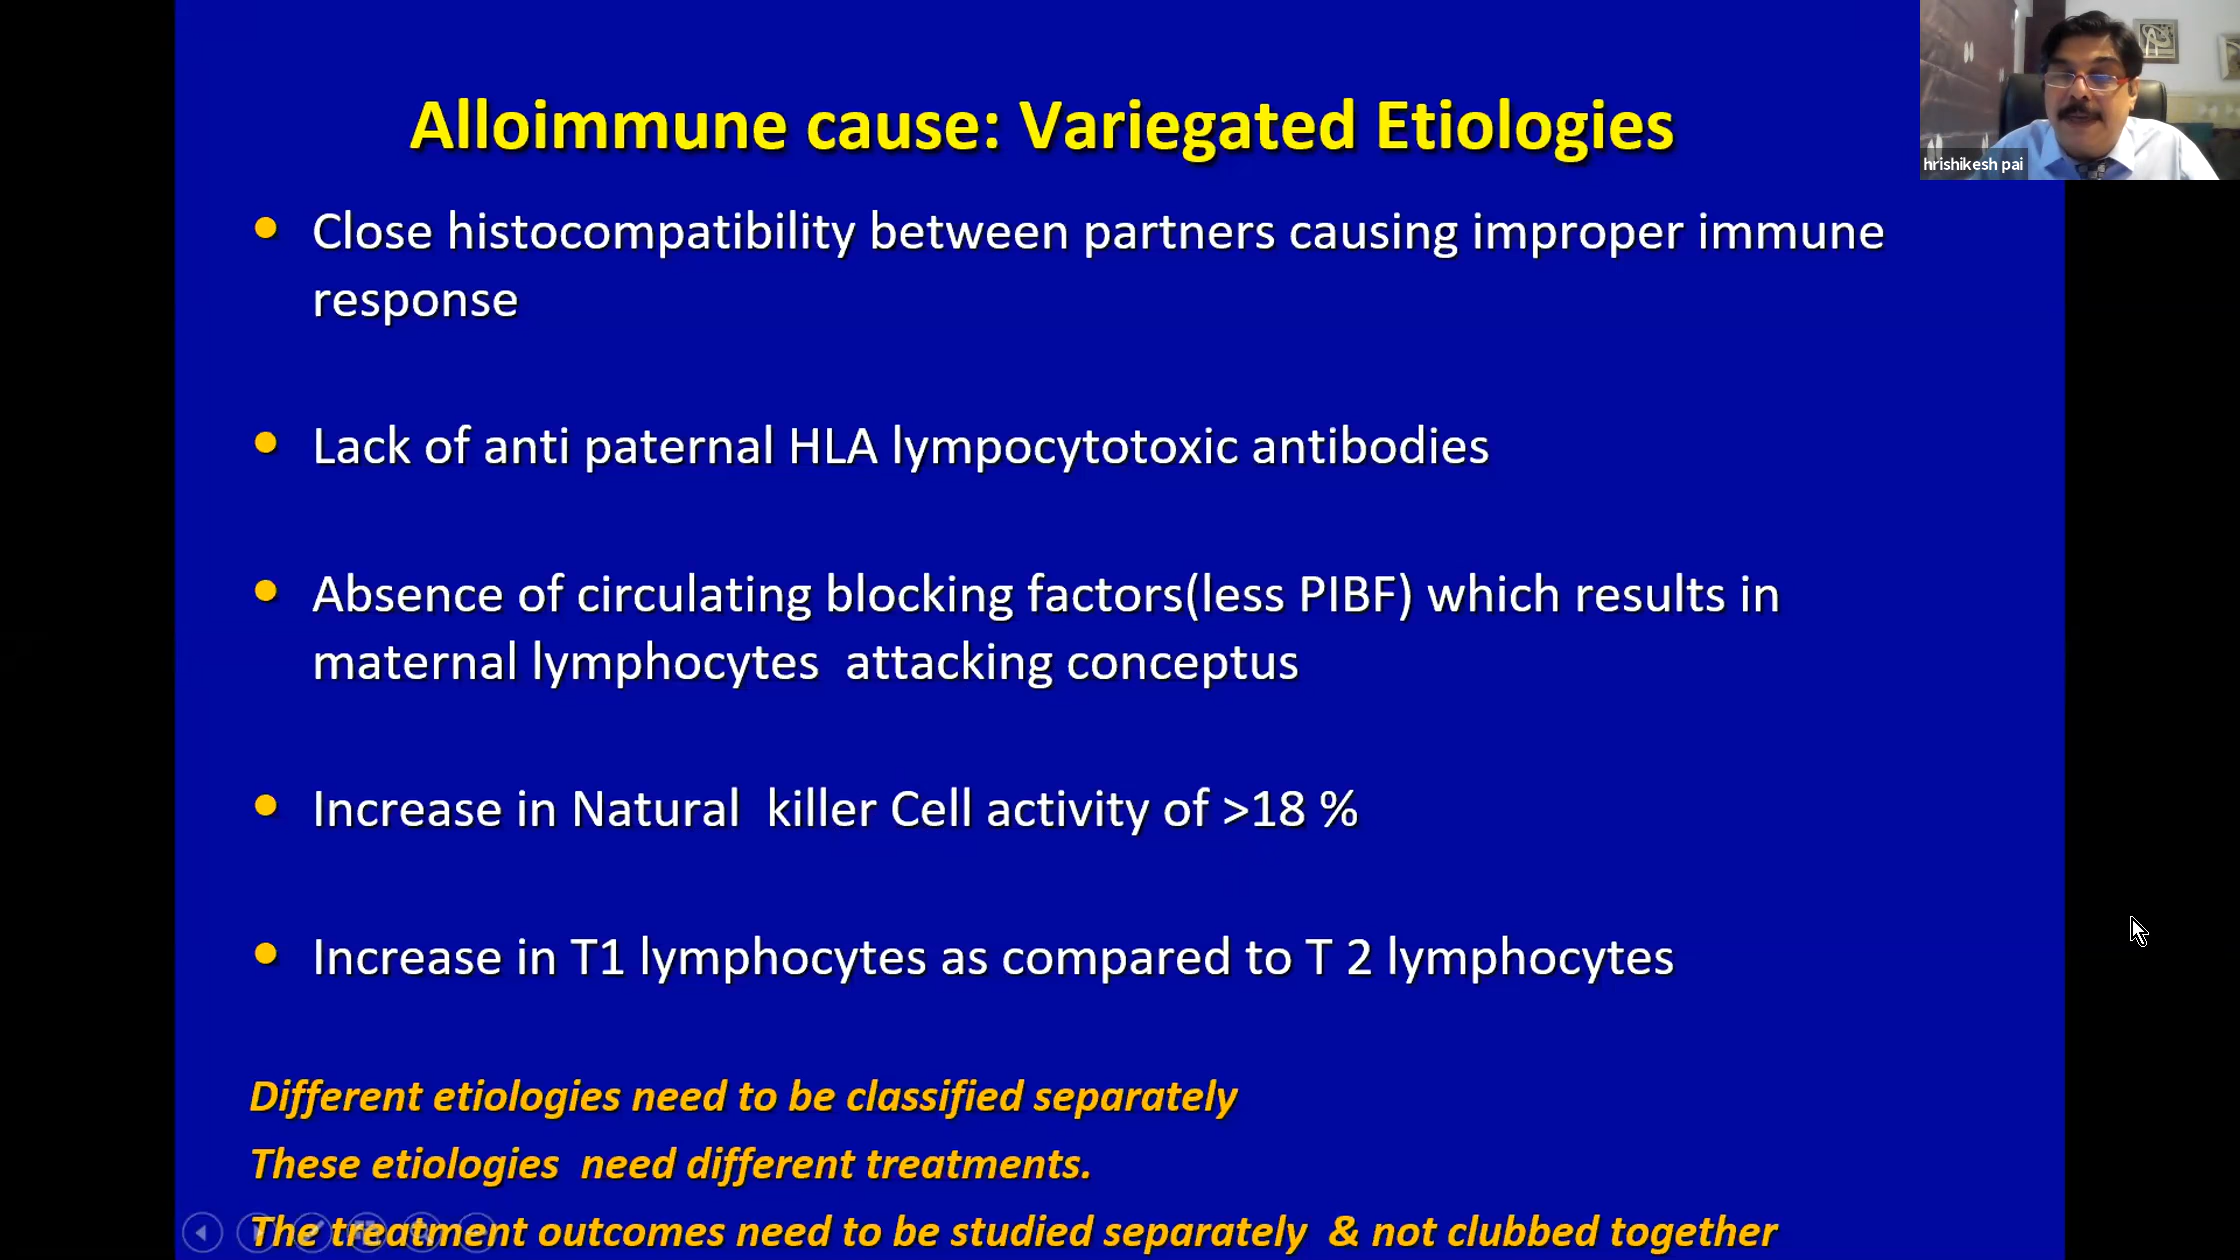 Alloimmune cause: Variegated Etiologies
hrishikesh pai
Close histocompatibility between partners causing improper immune
response
Lack of anti paternal HLA lympocytotoxic antibodies
Absence of circulating blocking factors(less PIBF) which results in
maternal lymphocytes attacking conceptus
Increase in Natural killer Cell activity of >18 %
Increase in T1 lymphocytes as compared to T 2 lymphocytes
Different etiologies need to be classified separately
These etiologies need different treatments.
The treatment outcomes need to be studied separately & not clubbed together